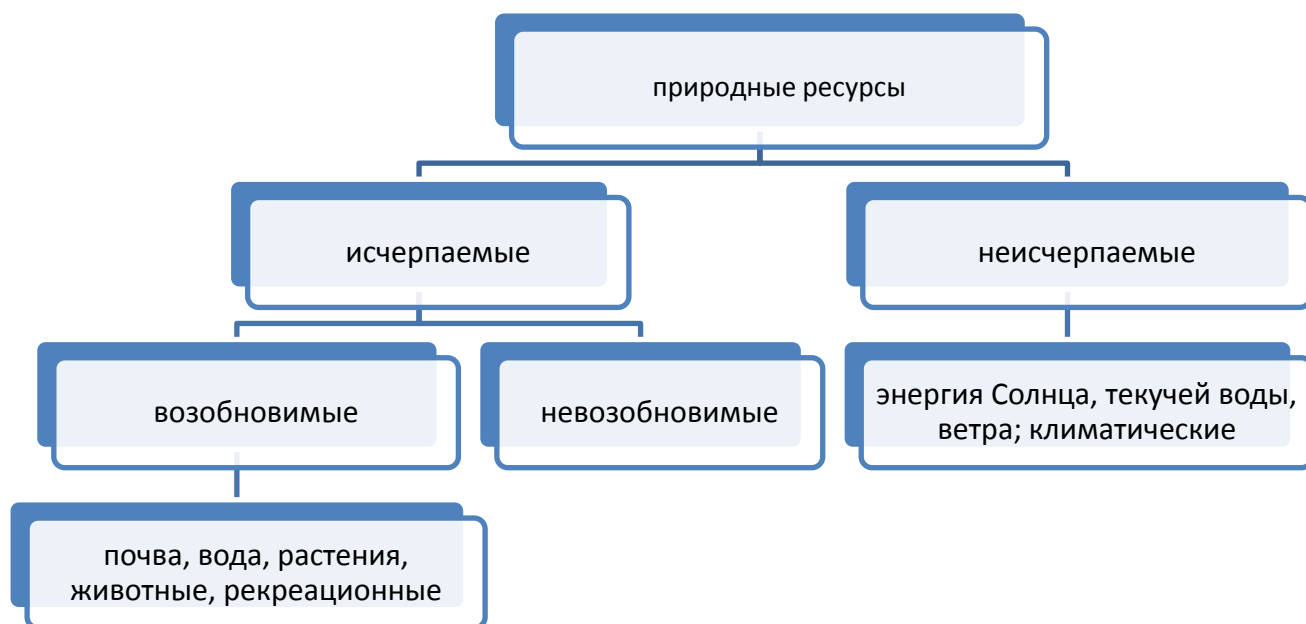 природные ресурсы
исчерпаемые
неисчерпаемые
возобновимые
невозобновимые
энергия Солнца, текучей воды,
ветра; климатические
почва, вода, растения,
животные, рекреационные